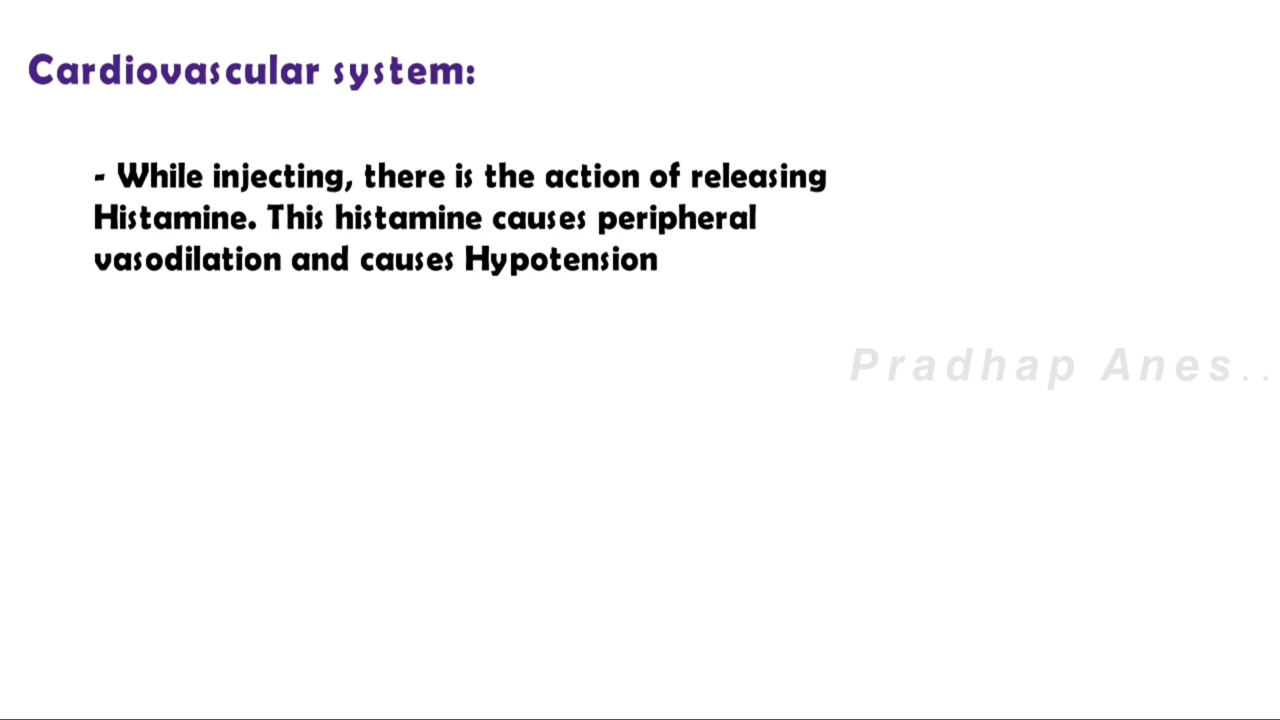 Cardiovascular system:
- While injecting, there is the action of releasing
Histamine. This histamine causes peripheral
vasodilation and causes Hypotension
Pradhap Anes..